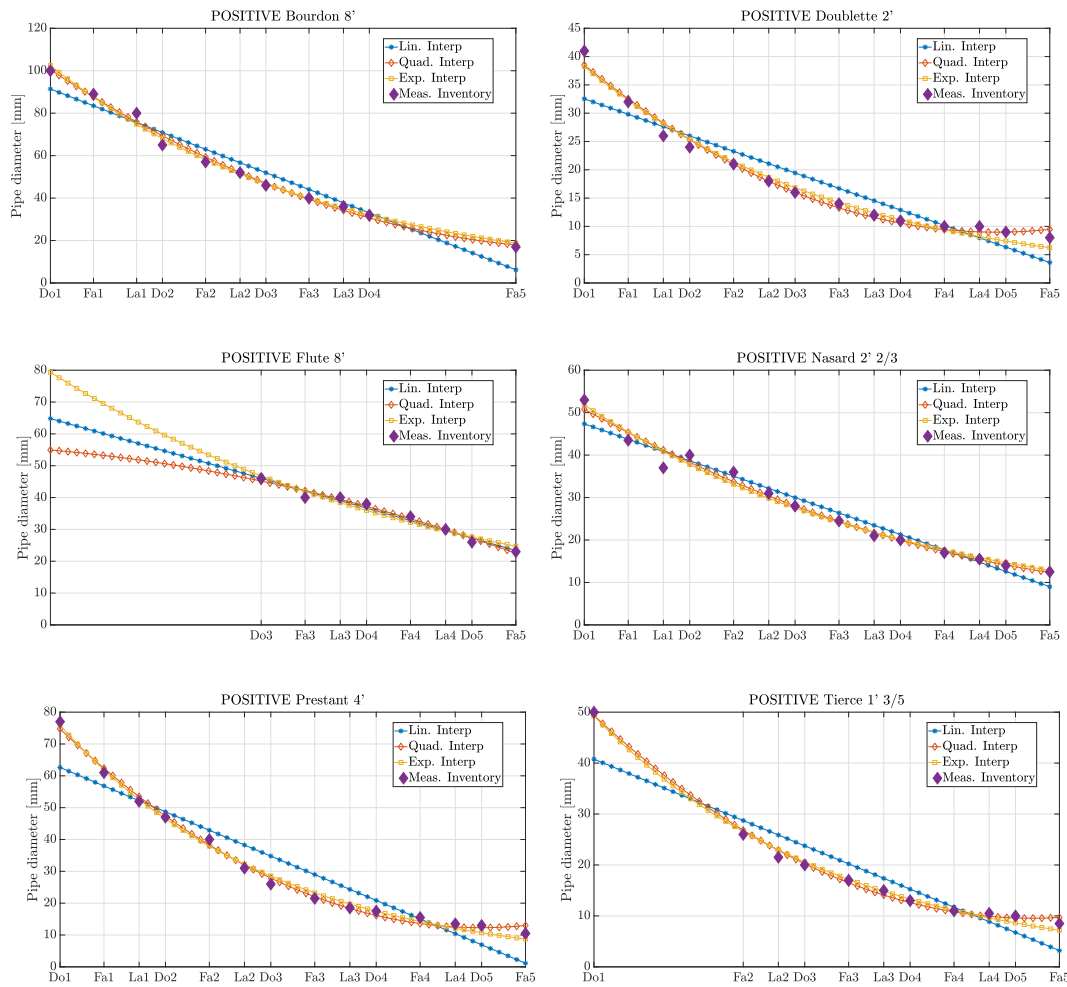 POSITIVE Bourdon 8'
120
100
80
60
40
20
0
Pipe diameter [mm]
Lin. Interp
Quad. Interp
Exp. Interp
Meas. Inventory
Do1 Fa1 La1 Do2 Fa2 La2 Do3 Fa3 La3 Do4 Fa5
POSITIVE Doublette 2'
45
40
35
30
25
20
15
10
5
0
Pipe diameter [mm]
Lin. Interp
Quad. Interp
Exp. Interp
Meas. Inventory
Do1 Fa1 La1 Do2 Fa2 La2 Do3 Fa3 La3 Do4 Fa4 La4 Do5 Fa5
POSITIVE Flute 8'
80
70
60
50
40
30
20
10
0
Pipe diameter [mm]
Lin. Interp
Quad. Interp
Exp. Interp
Meas. Inventory
Do3 Fa3 La3 Do4 Fa4 La4 Do5 Fa5
POSITIVE Nasard 2' 2/3
60
50
40
30
20
10
0
Pipe diameter [mm]
Lin. Interp
Quad. Interp
Exp. Interp
Meas. Inventory
Do1 Fa1 La1 Do2 Fa2 La2 Do3 Fa3 La3 Do4 Fa4 La4 Do5 Fa5
POSITIVE Prestant 4'
80
70
60
50
40
30
20
10
0
Pipe diameter [mm]
Lin. Interp
Quad. Interp
Exp. Interp
Meas. Inventory
Do1 Fa1 La1 Do2 Fa2 La2 Do3 Fa3 La3 Do4 Fa4 La4 Do5 Fa5
POSITIVE Tierce 1' 3/5
50
40
30
20
10
0
Pipe diameter [mm]
Lin. Interp
Quad. Interp
Exp. Interp
Meas. Inventory
Do1 Fa2 La2 Do3 Fa3 La3 Do4 Fa4 La4 Do5 Fa5